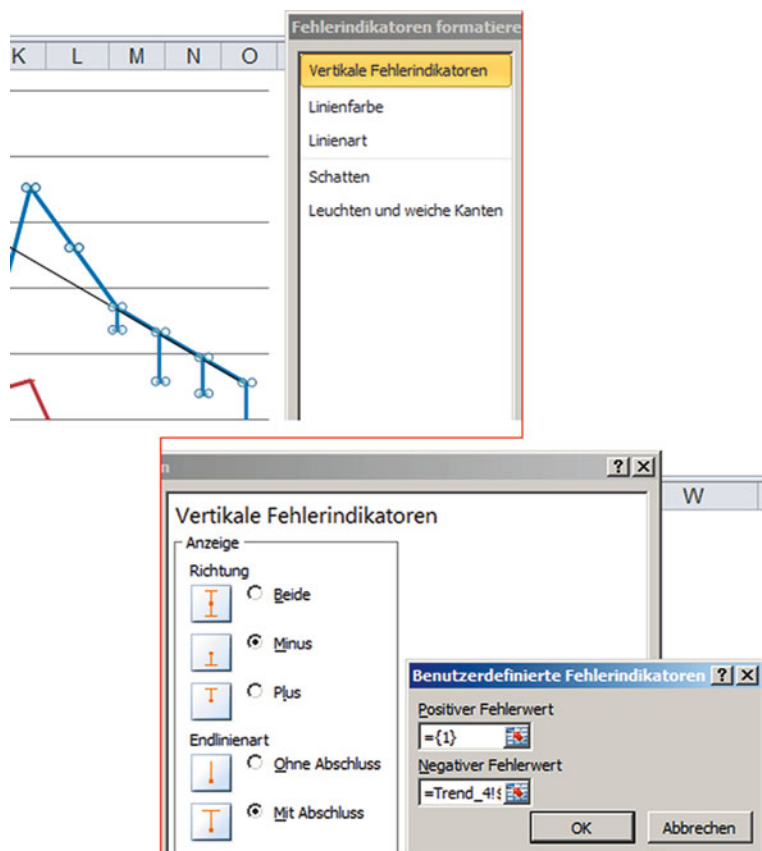 Fehlerindikatoren formatiere
K L M N O
Vertikale Fehlerindikatoren
Linienfarbe
Linienart
Schatten
Leuchten und weiche Kanten
n
W
Vertikale Fehlerindikatoren
Anzeige
Richtung
Beide
Minus
Plus
Endlinienart
Ohne Abschluss
Mit Abschluss
Benutzerdefinierte Fehlerindikatoren
Positiver Fehlerwert
={1}
Negativer Fehlerwert
=Trend_4!$
OK Abbrechen